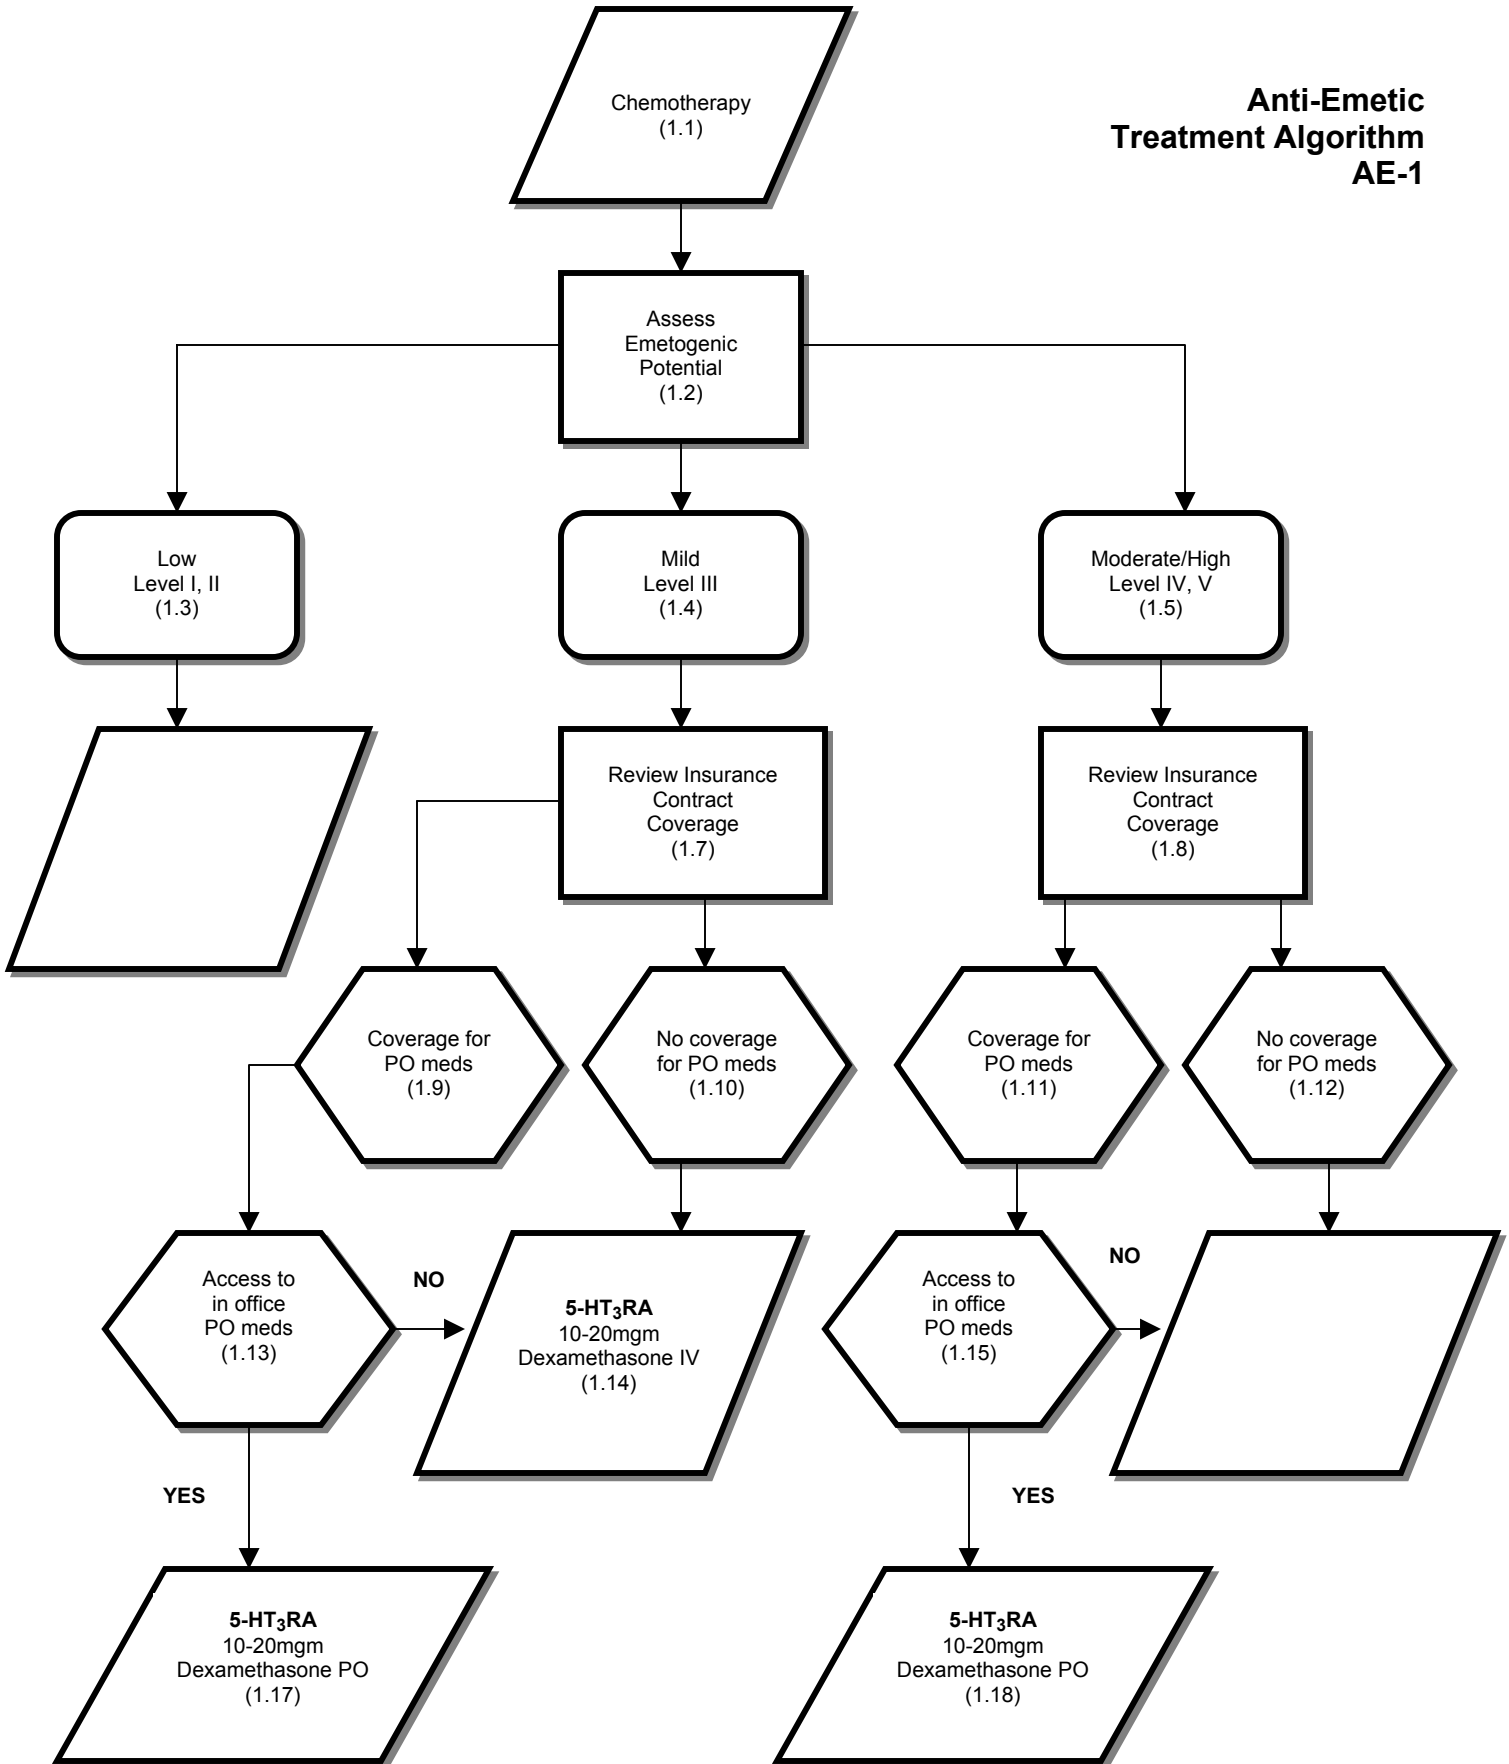 Anti-Emetic
Treatment Algorithm
AE-1
Chemotherapy
(1.1)
Assess
Emetogenic
Potential
(1.2)
Low
Level I, II
(1.3)
Mild
Level III
(1.4)
Moderate/High
Level IV, V
(1.5)
Review Insurance
Contract
Coverage
(1.7)
Review Insurance
Contract
Coverage
(1.8)
Coverage for
PO meds
(1.9)
No coverage
for PO meds
(1.10)
Coverage for
PO meds
(1.11)
No coverage
for PO meds
(1.12)
Access to
in office
PO meds
(1.13)
NO
5-HT₃RA
10-20mgm
Dexamethasone IV
(1.14)
Access to
in office
PO meds
(1.15)
NO
YES
YES
5-HT₃RA
10-20mgm
Dexamethasone PO
(1.17)
5-HT₃RA
10-20mgm
Dexamethasone PO
(1.18)